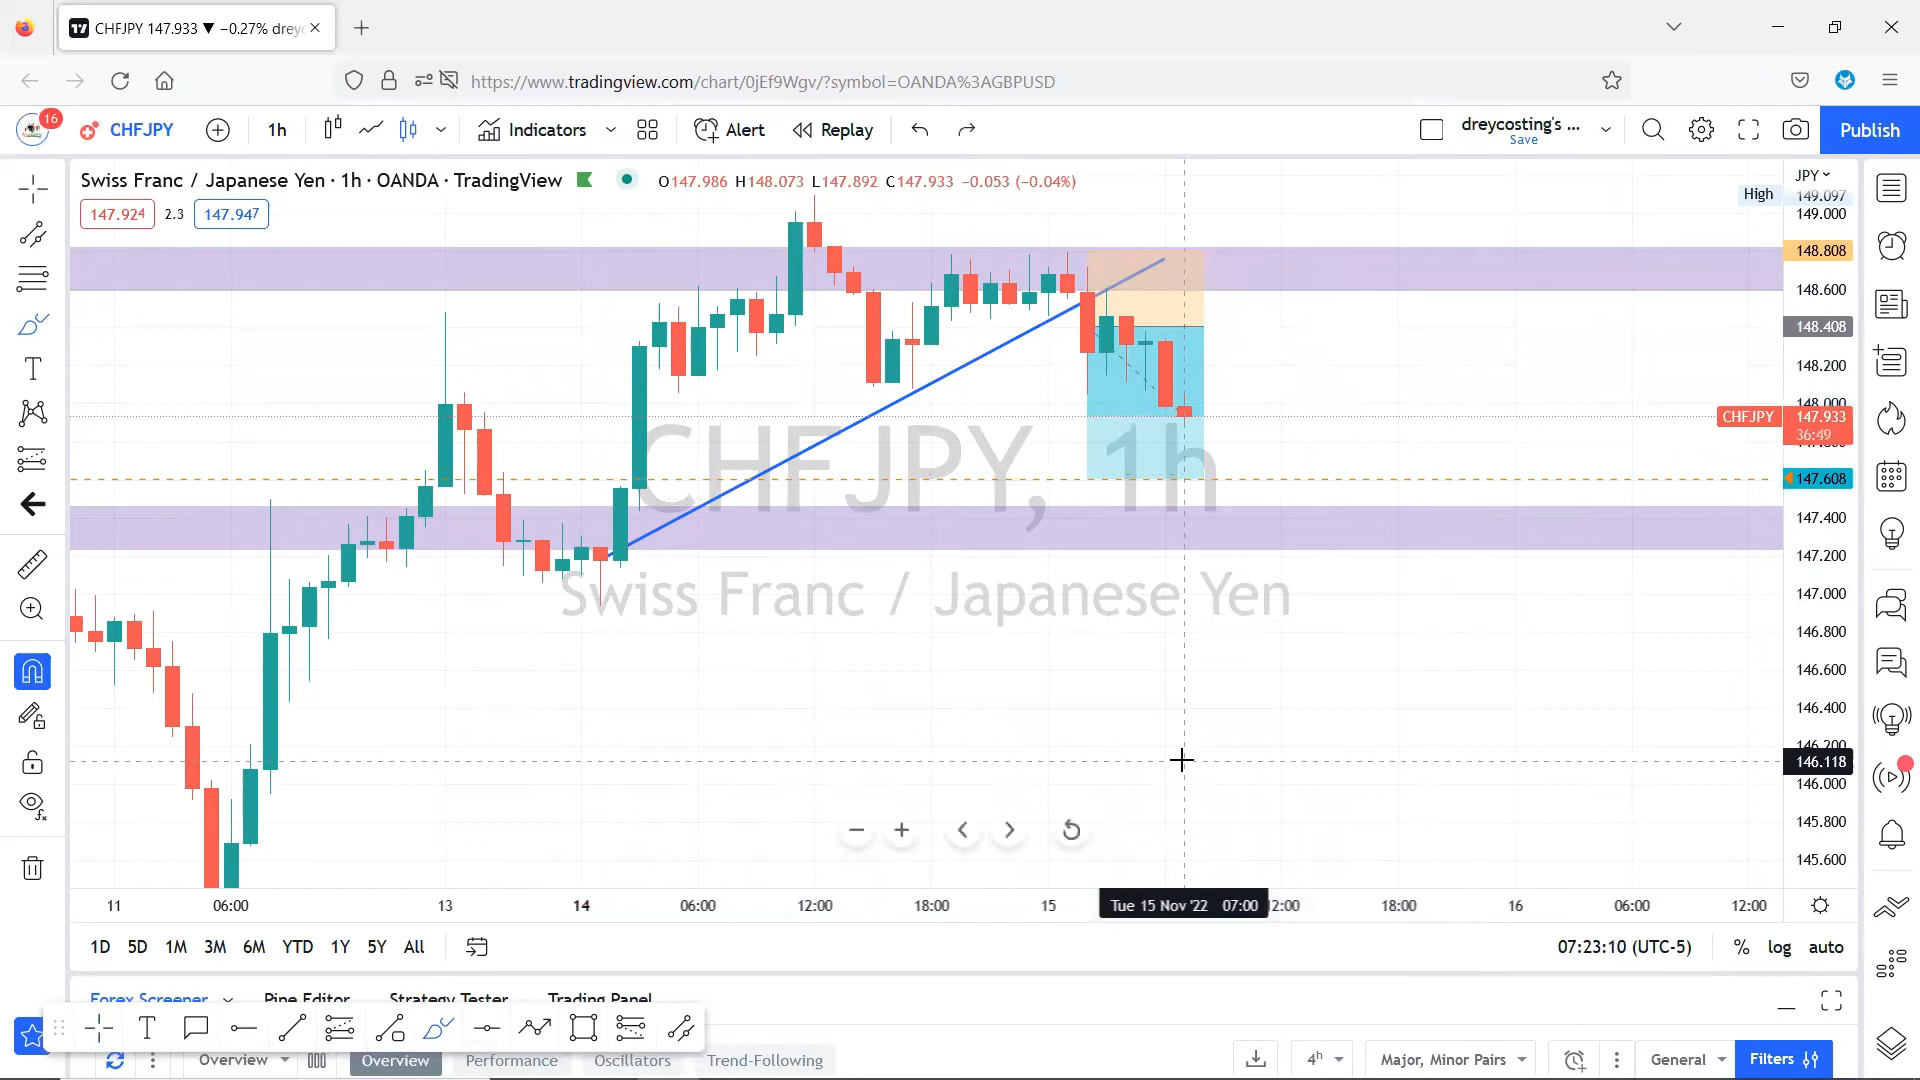 CHFJPY 147.933 ▼ −0.27% dreyc
https://www.tradingview.com/chart/0jEf9Wgv/?symbol=OANDA%3AGBPUSD
16
CHFJPY
1h
Indicators
Alert
Replay
dreycosting's ...
Save
Publish
Swiss Franc / Japanese Yen · 1h · OANDA · TradingView
O147.986 H148.073 L147.892 C147.933 −0.053 (−0.04%)
147.924
2.3
147.947
JPY
High
149.097
149.000
148.808
148.600
148.408
148.200
148.000
CHFJPY
147.933
36:49
147.608
147.400
147.200
147.000
146.800
146.600
146.400
146.200
146.118
146.000
145.800
145.600
CHFJPY, 1h
Swiss Franc / Japanese Yen
11
06:00
13
14
06:00
12:00
18:00
15
Tue 15 Nov '22 07:00
12:00
18:00
16
06:00
12:00
1D 5D 1M 3M 6M YTD 1Y 5Y All
07:23:10 (UTC-5)
% log auto
Forex Screener
Pine Editor
Strategy Tester
Trading Panel
Overview
Overview
Performance
Oscillators
Trend-Following
4h
Major, Minor Pairs
General
Filters